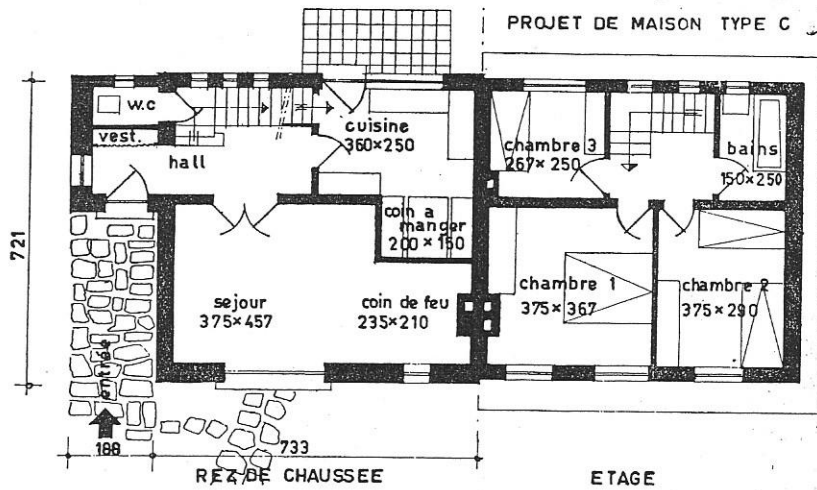 PROJET DE MAISON TYPE C
w.c
vest.
hall
cuisine
360×250
coin a
manger
200×150
sejour
375×457
coin de feu
235×210
chambre 3
267×250
bains
150×250
chambre 1
375×367
chambre 2
375×290
721
entrée
188
733
REZ DE CHAUSSEE
ETAGE